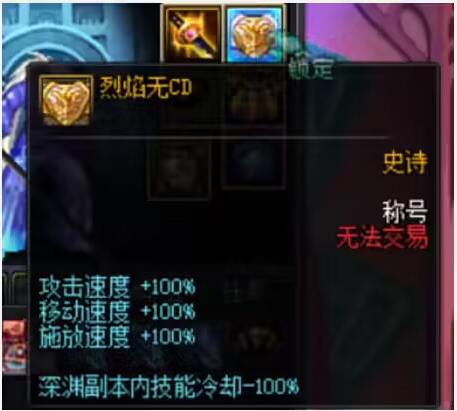 锁定
烈焰无CD
史诗
称号
无法交易
攻击速度 +100%
移动速度 +100%
施放速度 +100%
深渊副本内技能冷却-100%